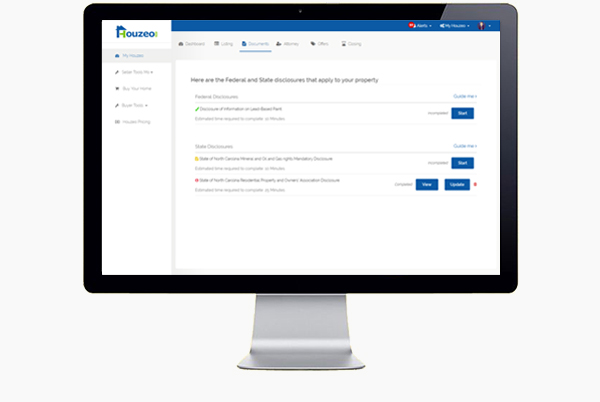 Houzeo
Alerts My Houzeo
Dashboard Listing Documents Attorney Offers Closing
My Houzeo
Seller Tools
Buy Your Home
Buyer Tools
Houzeo Pricing
Here are the Federal and State disclosures that apply to your property.
Federal Disclosures Guide me
Disclosure of Information on Lead-Based Paint
Incomplete Start
Estimated time required to complete: 10 Minutes
State Disclosures Guide me
State of North Carolina Mineral and Oil and Gas rights Mandatory Disclosure
Incomplete Start
Estimated time required to complete: 15 Minutes
State of North Carolina Residential Property and Owners' Association Disclosure
Completed View Update
Estimated time required to complete: 25 Minutes